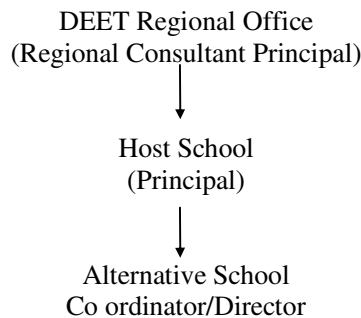 DEET Regional Office
(Regional Consultant Principal)
Host School
(Principal)
Alternative School
Co ordinator/Director